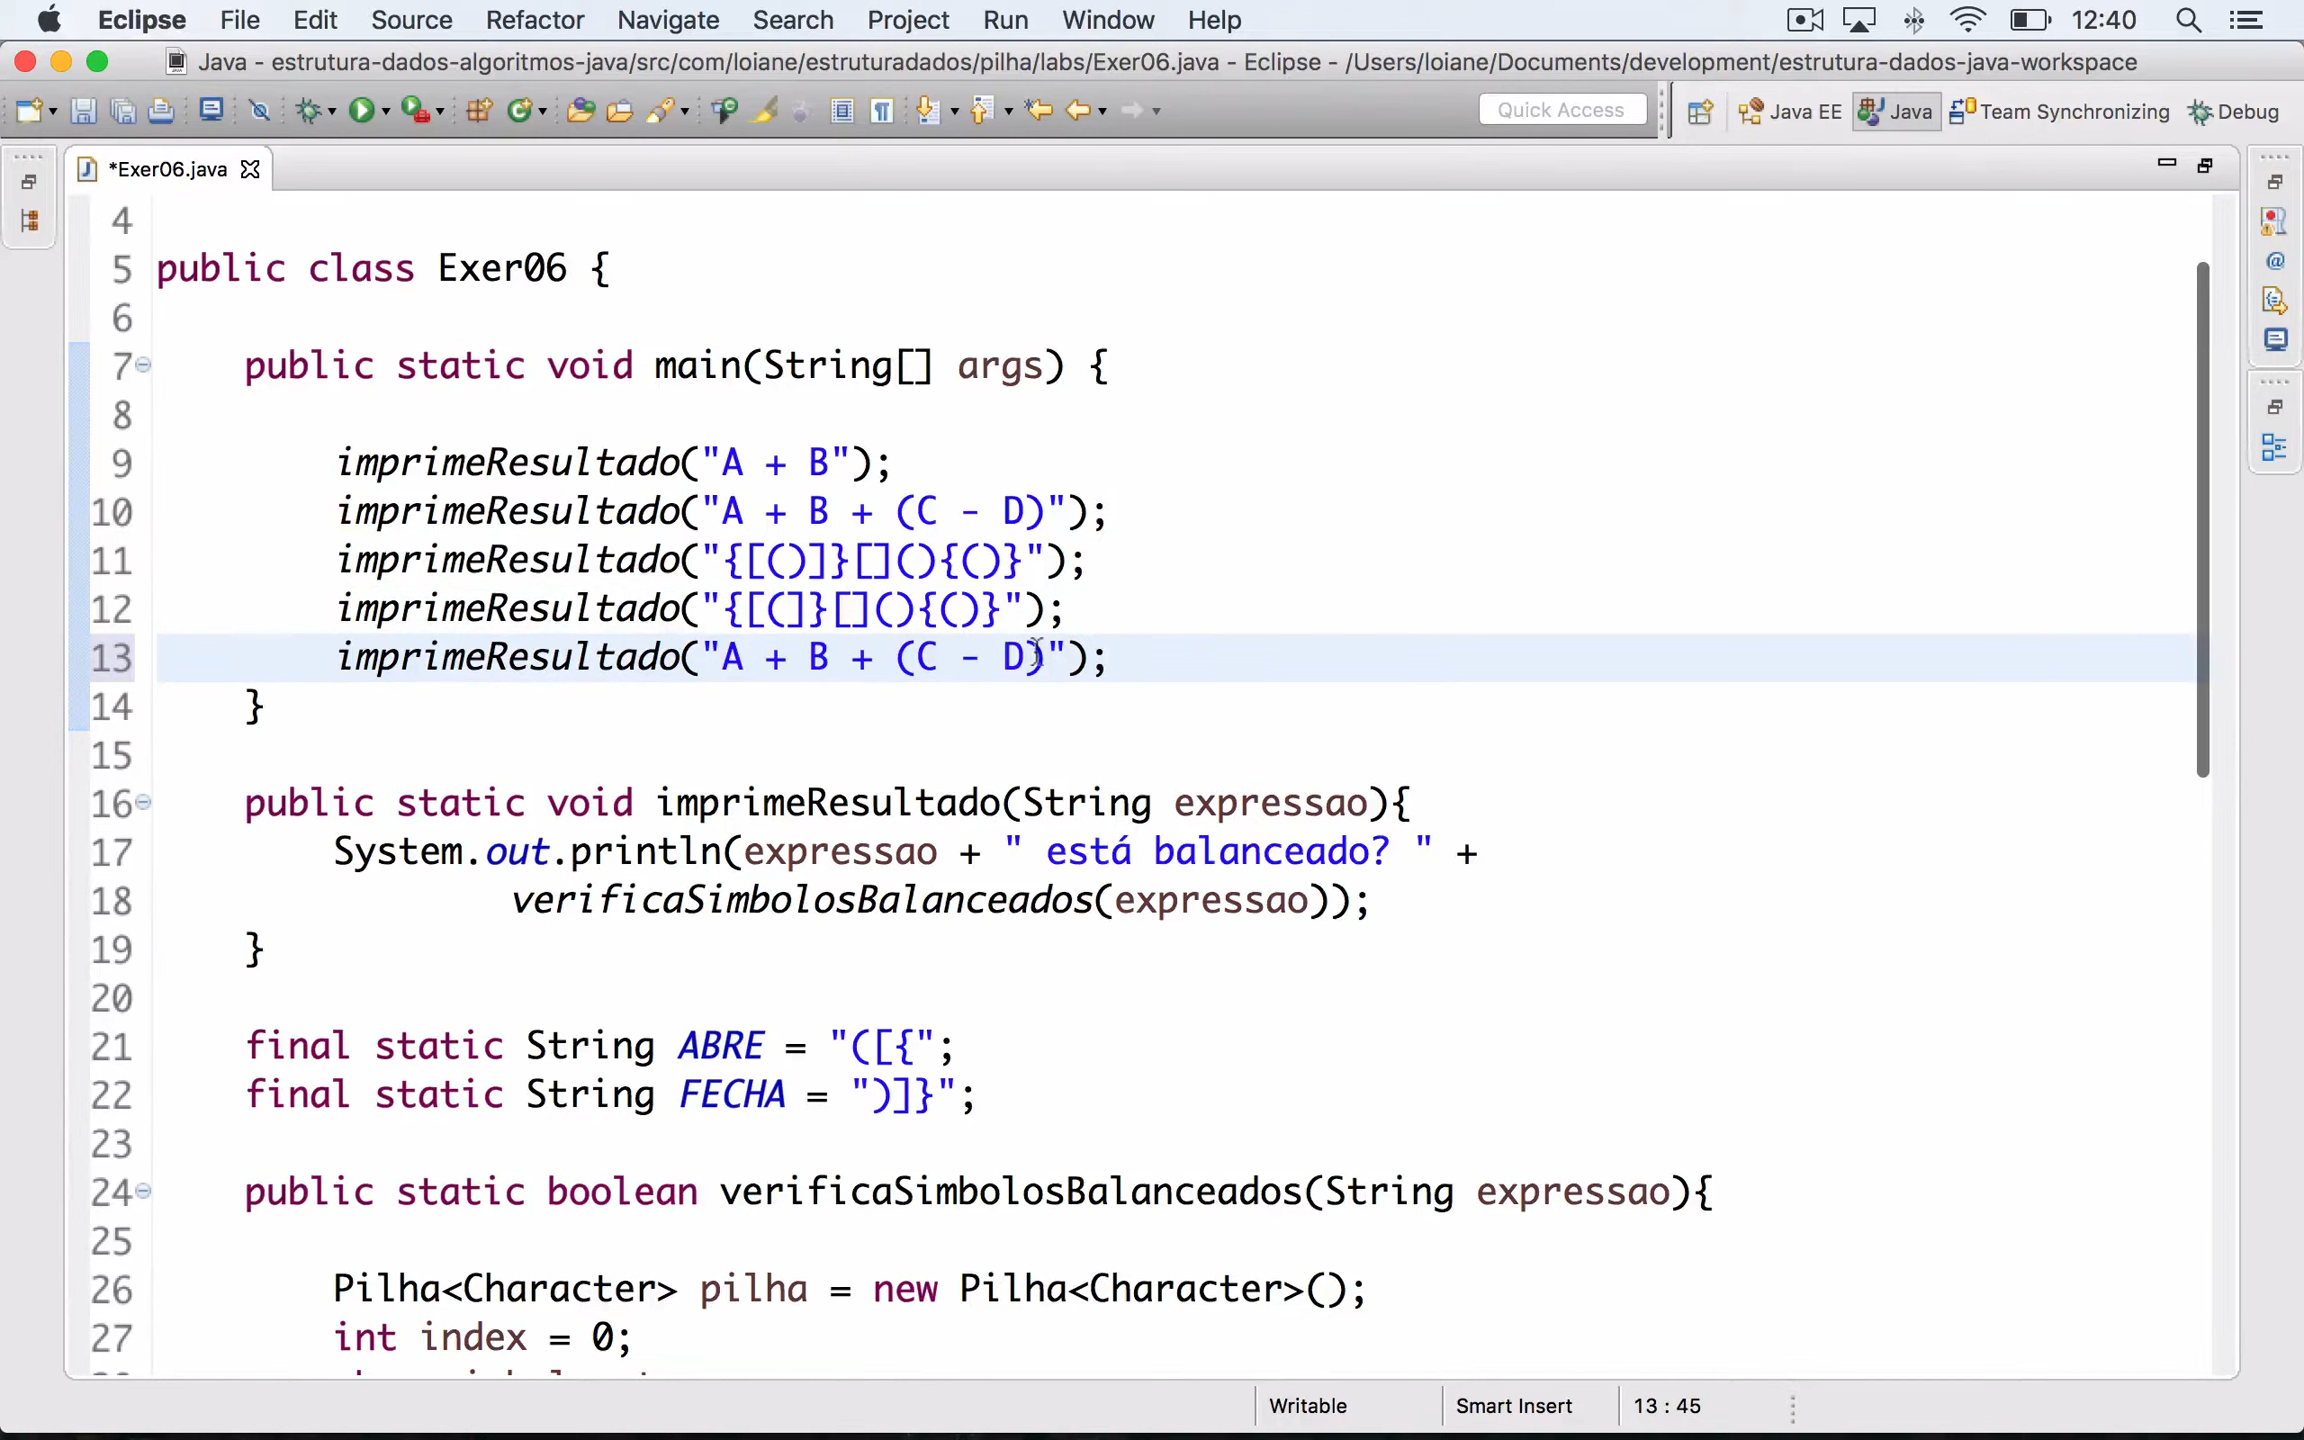 Eclipse File Edit Source Refactor Navigate Search Project Run Window Help 12:40
Java - estrutura-dados-algoritmos-java/src/com/loiane/estruturadados/pilha/labs/Exer06.java - Eclipse - /Users/loiane/Documents/development/estrutura-dados-java-workspace
Quick Access Java EE Java Team Synchronizing Debug
*Exer06.java
4
5 public class Exer06 {
6
7 public static void main(String[] args) {
8
9 imprimeResultado("A + B");
10 imprimeResultado("A + B + (C - D)");
11 imprimeResultado("{[()]}[](){()}");
12 imprimeResultado("{[(]}[](){()}");
13 imprimeResultado("A + B + (C - D)");
14 }
15
16 public static void imprimeResultado(String expressao){
17 System.out.println(expressao + " está balanceado? " +
18 verificaSimbolosBalanceados(expressao));
19 }
20
21 final static String ABRE = "([{";
22 final static String FECHA = ")]}";
23
24 public static boolean verificaSimbolosBalanceados(String expressao){
25
26 Pilha<Character> pilha = new Pilha<Character>();
27 int index = 0;
Writable Smart Insert 13 : 45